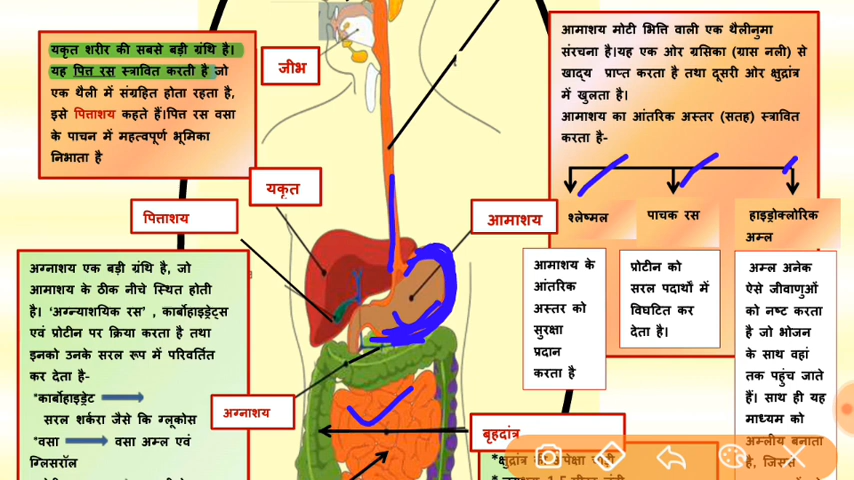 यकृत शरीर की सबसे बड़ी ग्रंथि है।
यह पित्त रस स्त्रावित करती है जो
एक थैली में संग्रहित होता रहता है,
इसे पित्ताशय कहते हैं।पित्त रस वसा
के पाचन में महत्वपूर्ण भूमिका
निभाता है
जीभ
आमाशय मोटी भित्ति वाली एक थैलीनुमा
संरचना है।यह एक ओर ग्रसिका (ग्रास नली) से
खाद्य प्राप्त करता है तथा दूसरी ओर क्षुद्रांत्र
में खुलता है।
आमाशय का आंतरिक अस्तर (सतह) स्त्रावित
करता है-
श्लेष्मल
पाचक रस
हाइड्रोक्लोरिक
अम्ल
आमाशय के
आंतरिक
अस्तर को
सुरक्षा
प्रदान
करता है
प्रोटीन को
सरल पदार्थों में
विघटित कर
देता है।
अम्ल अनेक
ऐसे जीवाणुओं
को नष्ट करता
है जो भोजन
के साथ वहां
तक पहुंच जाते
हैं। साथ ही यह
माध्यम को
अम्लीय बनाता
है, जिससे
यकृत
पित्ताशय
आमाशय
अग्नाशय एक बड़ी ग्रंथि है, जो
आमाशय के ठीक नीचे स्थित होती
है। ‘अग्न्याशयिक रस’ , कार्बोहाइड्रेट्स
एवं प्रोटीन पर क्रिया करता है तथा
इनको उनके सरल रूप में परिवर्तित
कर देता है-
*कार्बोहाइड्रेट
सरल शर्करा जैसे कि ग्लूकोस
*वसा वसा अम्ल एवं
ग्लिसरॉल
अग्नाशय
बृहदांत्र
*क्षुद्रांत्र की अपेक्षा